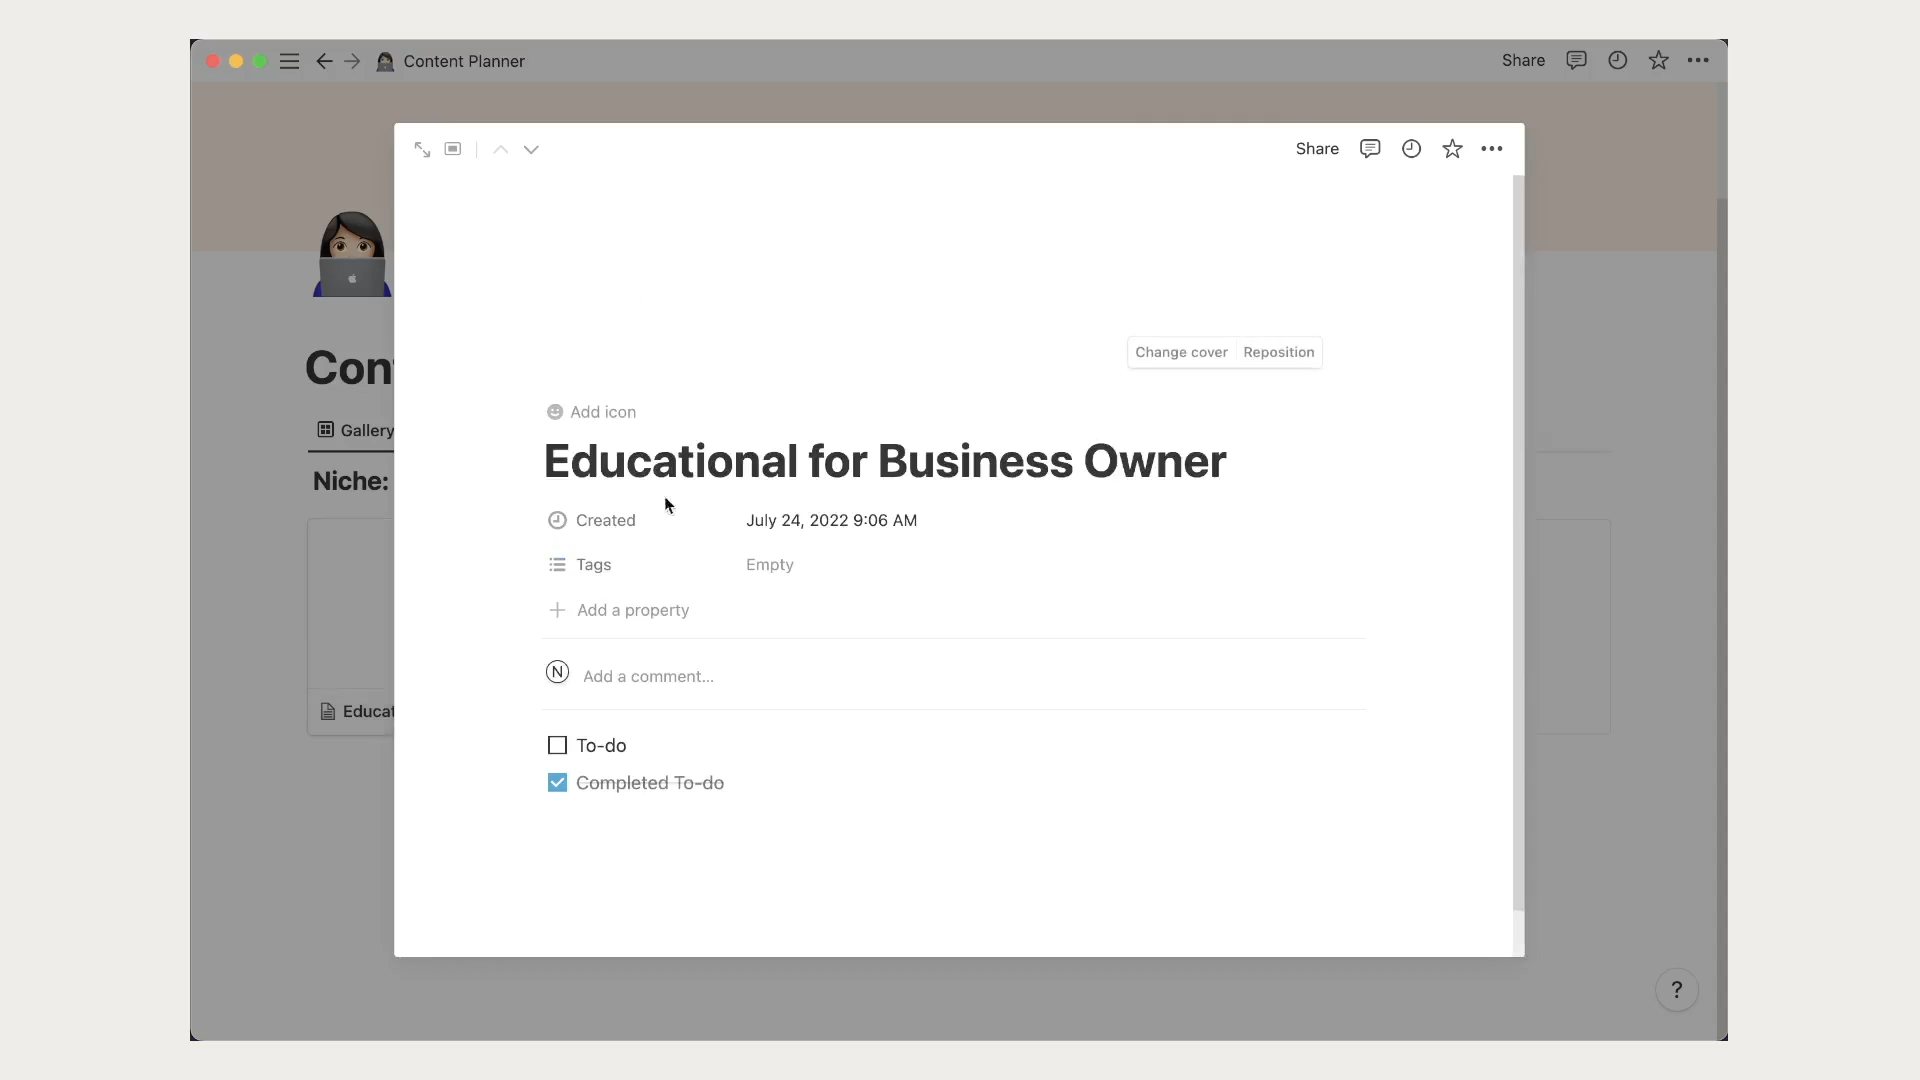 Content Planner
Share
Share
Change cover Reposition
Add icon
Educational for Business Owner
Created July 24, 2022 9:06 AM
Tags Empty
Add a property
N Add a comment...
To-do
Completed To-do
Con
Gallery
Niche:
Educat
?